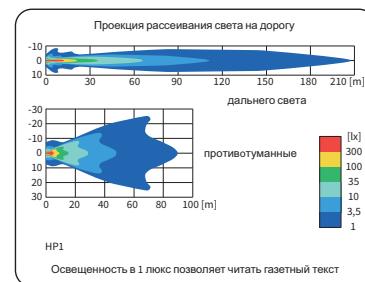 Проекция рассеивания света на дорогу
-10
0
10
0 30 60 90 120 150 180 210 [m]
дальнего света
-30
-20
-10
0
10
20
30
0 20 40 60 80 100 [m]
противотуманные
[lx]
300
100
35
10
3,5
1
HP1
Освещенность в 1 люкс позволяет читать газетный текст